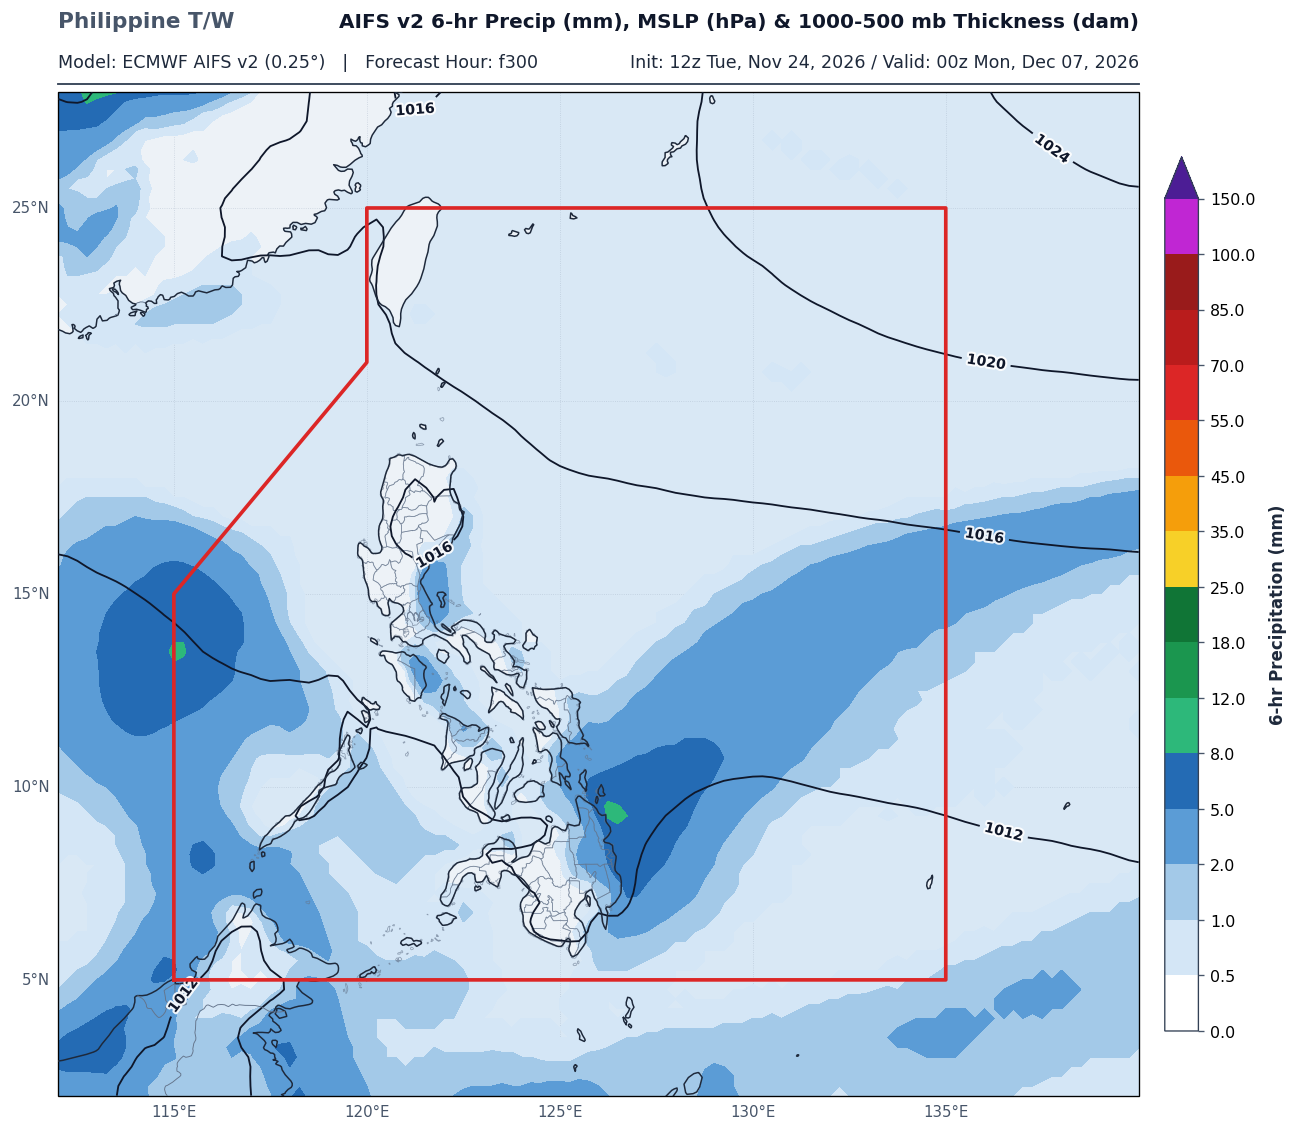 Philippine T/W
AIFS v2 6-hr Precip (mm), MSLP (hPa) & 1000-500 mb Thickness (dam)
Model: ECMWF AIFS v2 (0.25°) | Forecast Hour: f300
Init: 12z Tue, Nov 24, 2026 / Valid: 00z Mon, Dec 07, 2026
1016
1024
1020
1016
1016
1012
1012
25°N
20°N
15°N
10°N
5°N
115°E
120°E
125°E
130°E
135°E
150.0
100.0
85.0
70.0
55.0
45.0
35.0
25.0
18.0
12.0
8.0
5.0
2.0
1.0
0.5
0.0
6-hr Precipitation (mm)